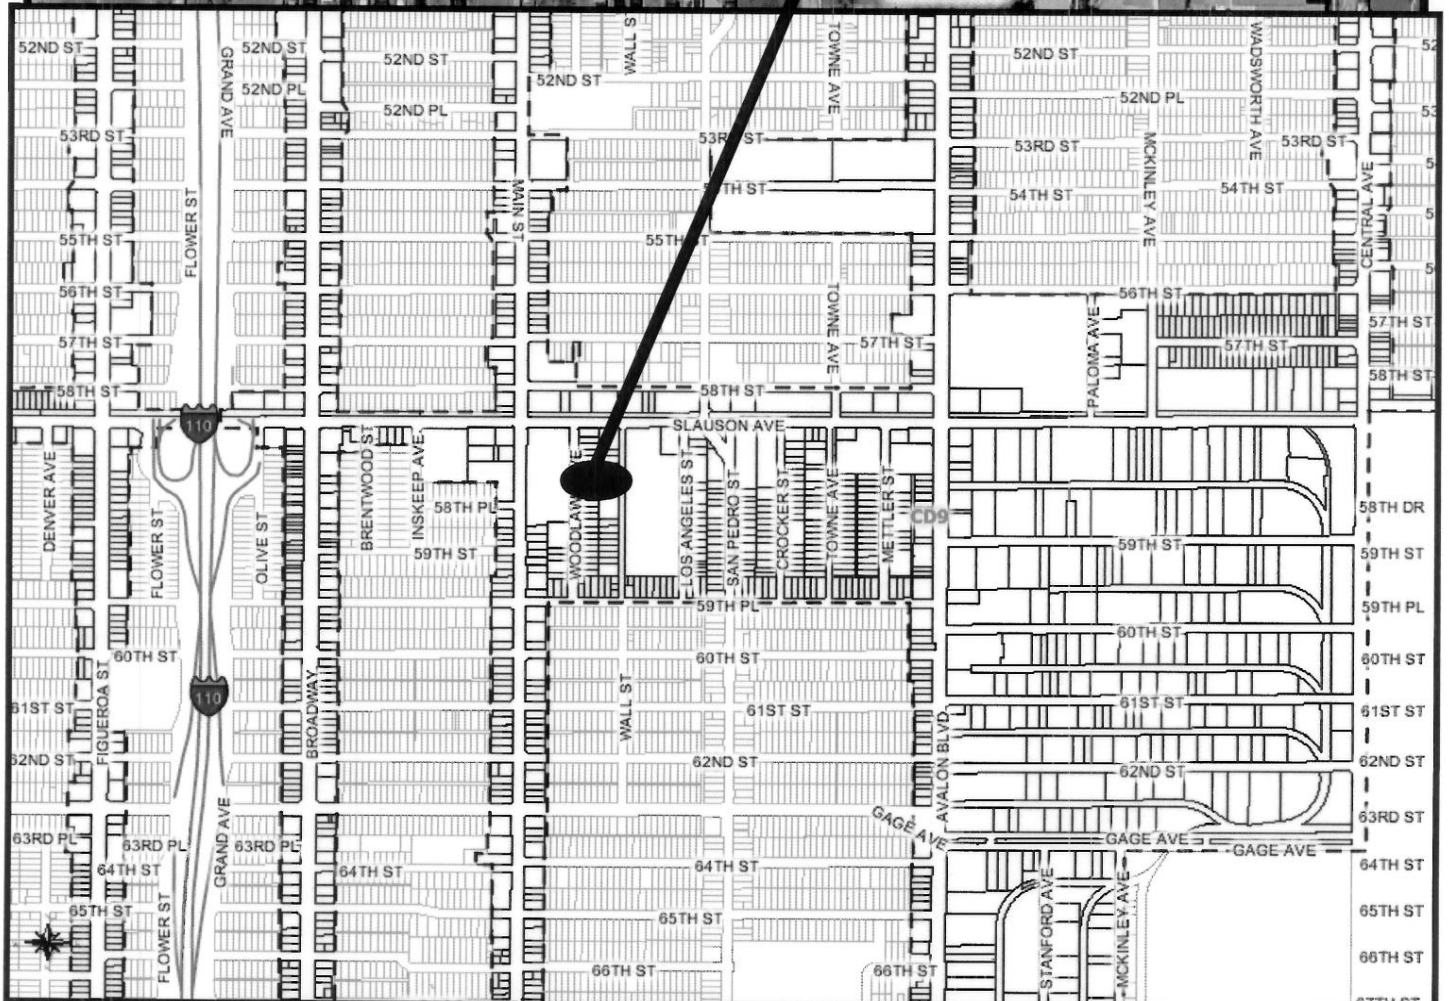 52ND ST
52ND ST
52ND ST
52ND ST
WALL S
TOWNE AVE
52ND ST
WADSWORTH AVE
GRAND AVE
52ND PL
52ND PL
52ND PL
53RD ST
53RD ST
53RD ST
53RD ST
MCKINLEY AVE
54TH ST
54TH ST
MAIN ST
FLOWER ST
CENTRAL AVE
55TH ST
55TH ST
56TH ST
56TH ST
TOWNE AVE
PALOMA AVE
57TH ST
57TH ST
57TH ST
57TH ST
58TH ST
58TH ST
58TH ST
110
SLAUSON AVE
DENVER AVE
FLOWER ST
OLIVE ST
BRENTWOOD ST
INSKEEP AVE
58TH PL
59TH ST
LOS ANGELES ST
SAN PEDRO ST
CROCKER ST
TOWNE AVE
METTLER ST
CD9
58TH DR
59TH ST
59TH ST
59TH PL
59TH PL
60TH ST
60TH ST
60TH ST
60TH ST
FIGUEROA ST
110
BROADWAY
WALL ST
61ST ST
61ST ST
61ST ST
61ST ST
AVALON BLVD
62ND ST
62ND ST
62ND ST
62ND ST
63RD ST
GAGE AVE
GAGE AVE
GAGE AVE
63RD PL
63RD PL
63RD PL
GRAND AVE
64TH ST
64TH ST
64TH ST
64TH ST
65TH ST
65TH ST
65TH ST
FLOWER ST
STANFORD AVE
MCKINLEY AVE
66TH ST
66TH ST
66TH ST